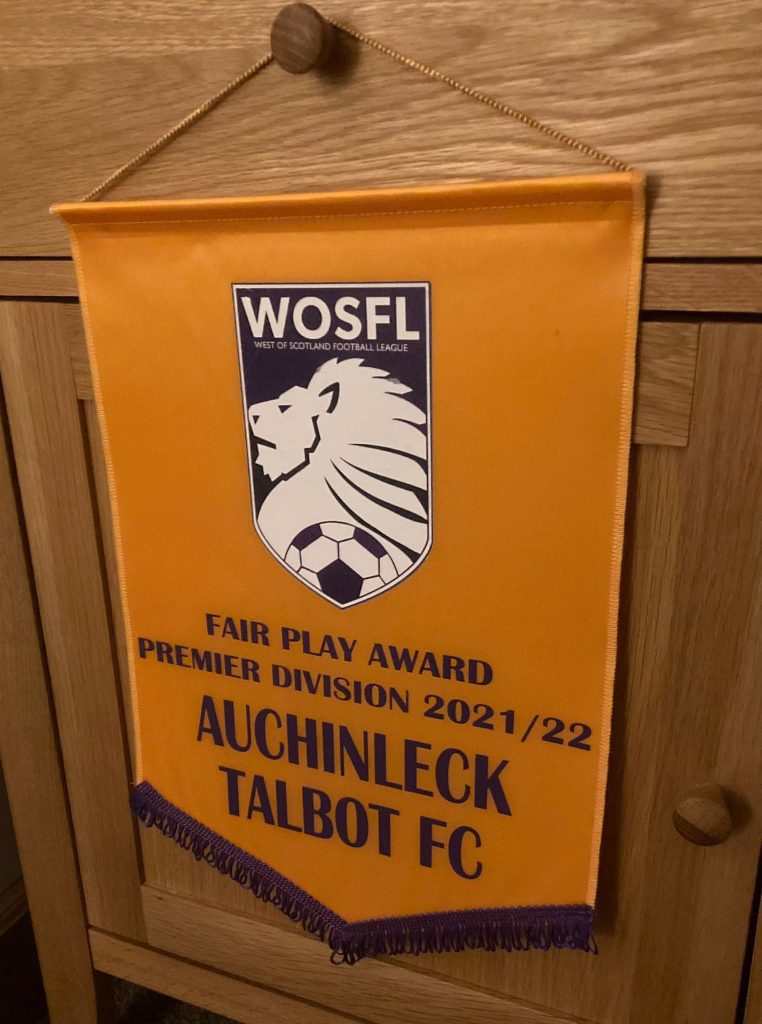 WOSFL
WEST OF SCOTLAND FOOTBALL LEAGUE
FAIR PLAY AWARD
PREMIER DIVISION 2021/22
AUCHINLECK
TALBOT FC